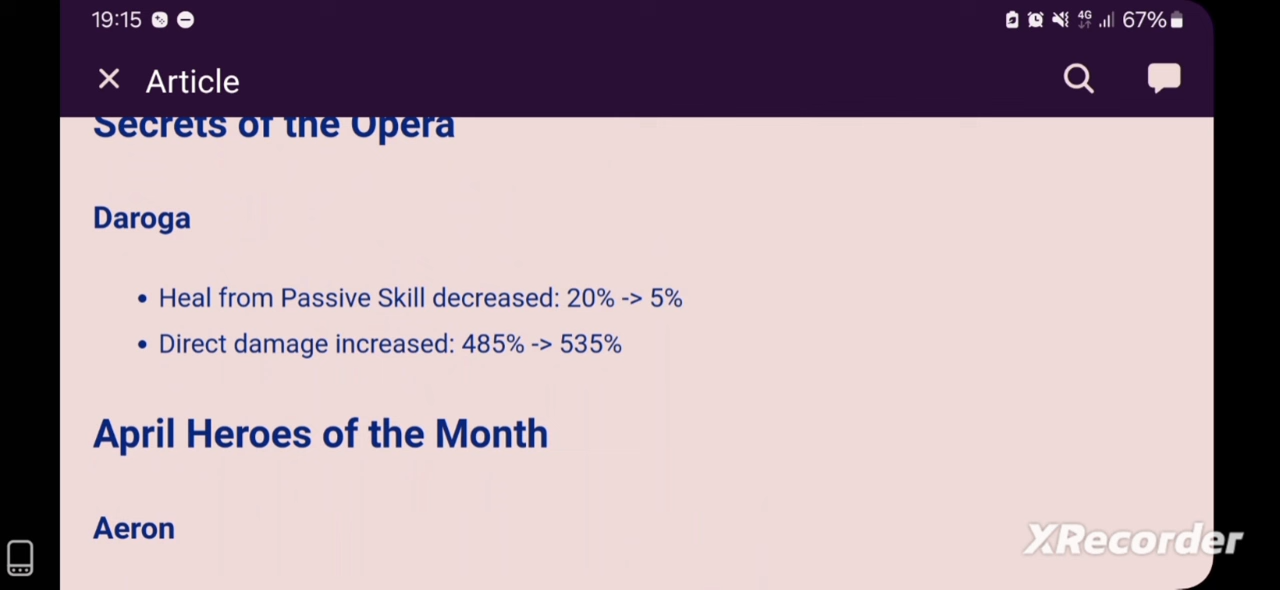 19:15 4G 67%
Article
Secrets of the Opera
Daroga
• Heal from Passive Skill decreased: 20% -> 5%
• Direct damage increased: 485% -> 535%
April Heroes of the Month
Aeron
XRecorder